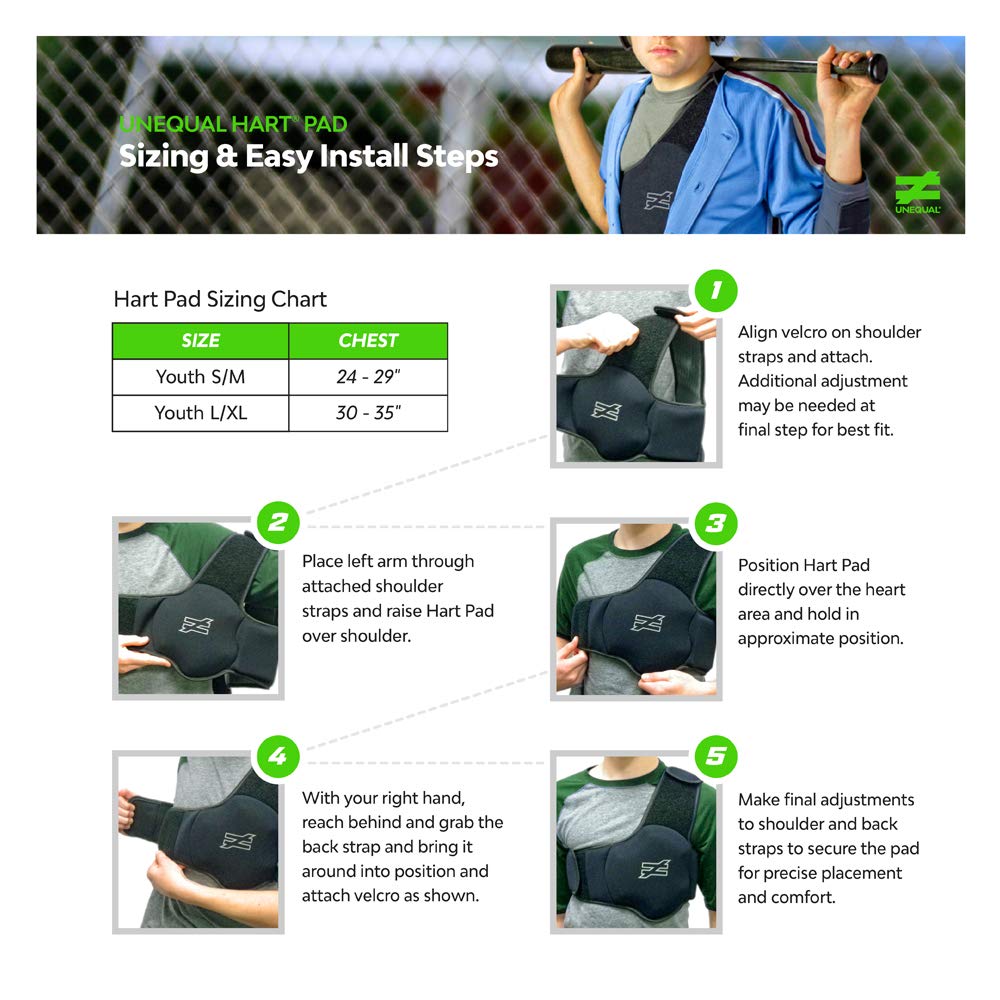 UNEQUAL HART® PAD
Sizing & Easy Install Steps
UNEQUAL
Hart Pad Sizing Chart
SIZE CHEST
Youth S/M 24 - 29"
Youth L/XL 30 - 35"
1
Align velcro on shoulder
straps and attach.
Additional adjustment
may be needed at
final step for best fit.
2
Place left arm through
attached shoulder
straps and raise Hart Pad
over shoulder.
3
Position Hart Pad
directly over the heart
area and hold in
approximate position.
4
With your right hand,
reach behind and grab the
back strap and bring it
around into position and
attach velcro as shown.
5
Make final adjustments
to shoulder and back
straps to secure the pad
for precise placement
and comfort.